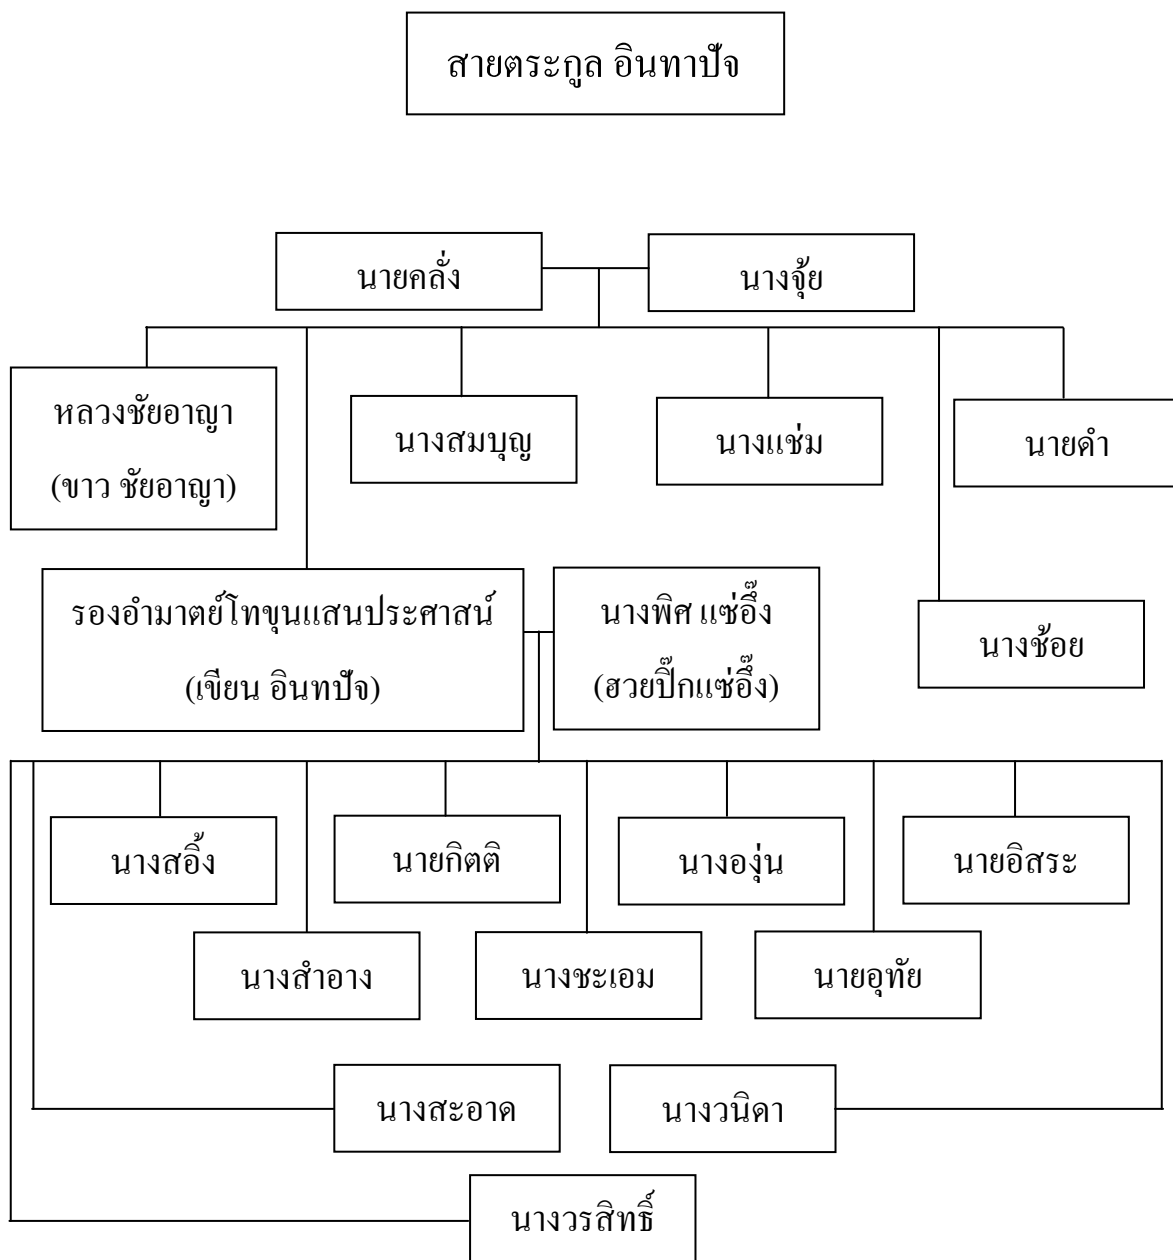 สายตระกูล อินทาปัจ
นายคลั่ง
นางจุ้ย
หลวงชัยอาญา
(ขาว ชัยอาญา)
นางสมบุญ
นางแช่ม
นายดำ
รองอำมาตย์โทขุนแสนประศาสน์
(เขียน อินทปัจ)
นางพิศ แซ่อึ๊ง
(ฮวยปิ๊กแซ่อึ๊ง)
นางช้อย
นางสอิ้ง
นายกิตติ
นางองุ่น
นายอิสระ
นางสำอาง
นางชะเอม
นายอุทัย
นางสะอาด
นางวนิดา
นางวรสิทธิ์